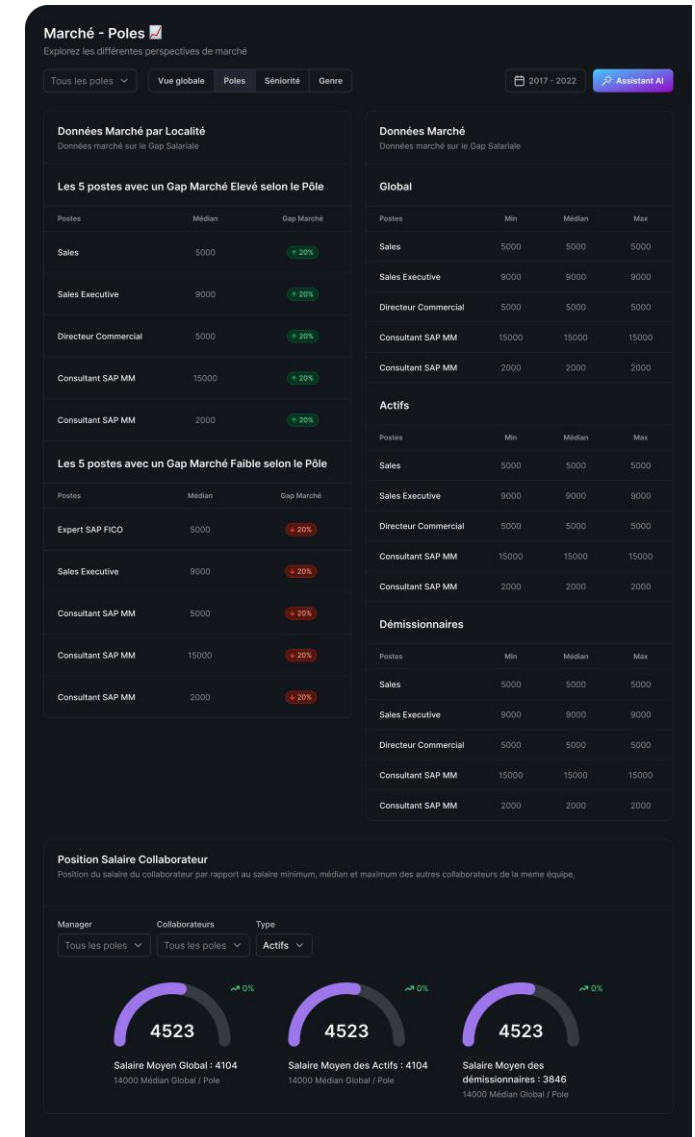 Marché - Poles 📈
Explorez les différentes perspectives de marché
Tous les poles
Vue globale Poles Séniorité Genre
2017 - 2022
Assistant AI
Données Marché par Localité
Données marché sur le Gap Salariale
Les 5 postes avec un Gap Marché Elevé selon le Pôle
Postes Médian Gap Marché
Sales 5000 ↑ 20%
Sales Executive 9000 ↑ 20%
Directeur Commercial 5000 ↑ 20%
Consultant SAP MM 15000 ↑ 20%
Consultant SAP MM 2000 ↑ 20%
Les 5 postes avec un Gap Marché Faible selon le Pôle
Postes Médian Gap Marché
Expert SAP FICO 5000 ↓ 20%
Sales Executive 9000 ↓ 20%
Consultant SAP MM 5000 ↓ 20%
Consultant SAP MM 15000 ↓ 20%
Consultant SAP MM 2000 ↓ 20%
Données Marché
Données marché sur le Gap Salariale
Global
Postes Min Médian Max
Sales 5000 5000 5000
Sales Executive 9000 9000 9000
Directeur Commercial 5000 5000 5000
Consultant SAP MM 15000 15000 15000
Consultant SAP MM 2000 2000 2000
Actifs
Postes Min Médian Max
Sales 5000 5000 5000
Sales Executive 9000 9000 9000
Directeur Commercial 5000 5000 5000
Consultant SAP MM 15000 15000 15000
Consultant SAP MM 2000 2000 2000
Démissionnaires
Postes Min Médian Max
Sales 5000 5000 5000
Sales Executive 9000 9000 9000
Directeur Commercial 5000 5000 5000
Consultant SAP MM 15000 15000 15000
Consultant SAP MM 2000 2000 2000
Position Salaire Collaborateur
Position du salaire du collaborateur par rapport au salaire minimum, médian et maximum des autres collaborateurs de la meme équipe,
Manager Collaborateurs Type
Tous les poles Tous les poles Actifs
0%
4523
Salaire Moyen Global : 4104
14000 Médian Global / Pole
0%
4523
Salaire Moyen des Actifs : 4104
14000 Médian Global / Pole
0%
4523
Salaire Moyen des
démissionnaires : 3846
14000 Médian Global / Pole